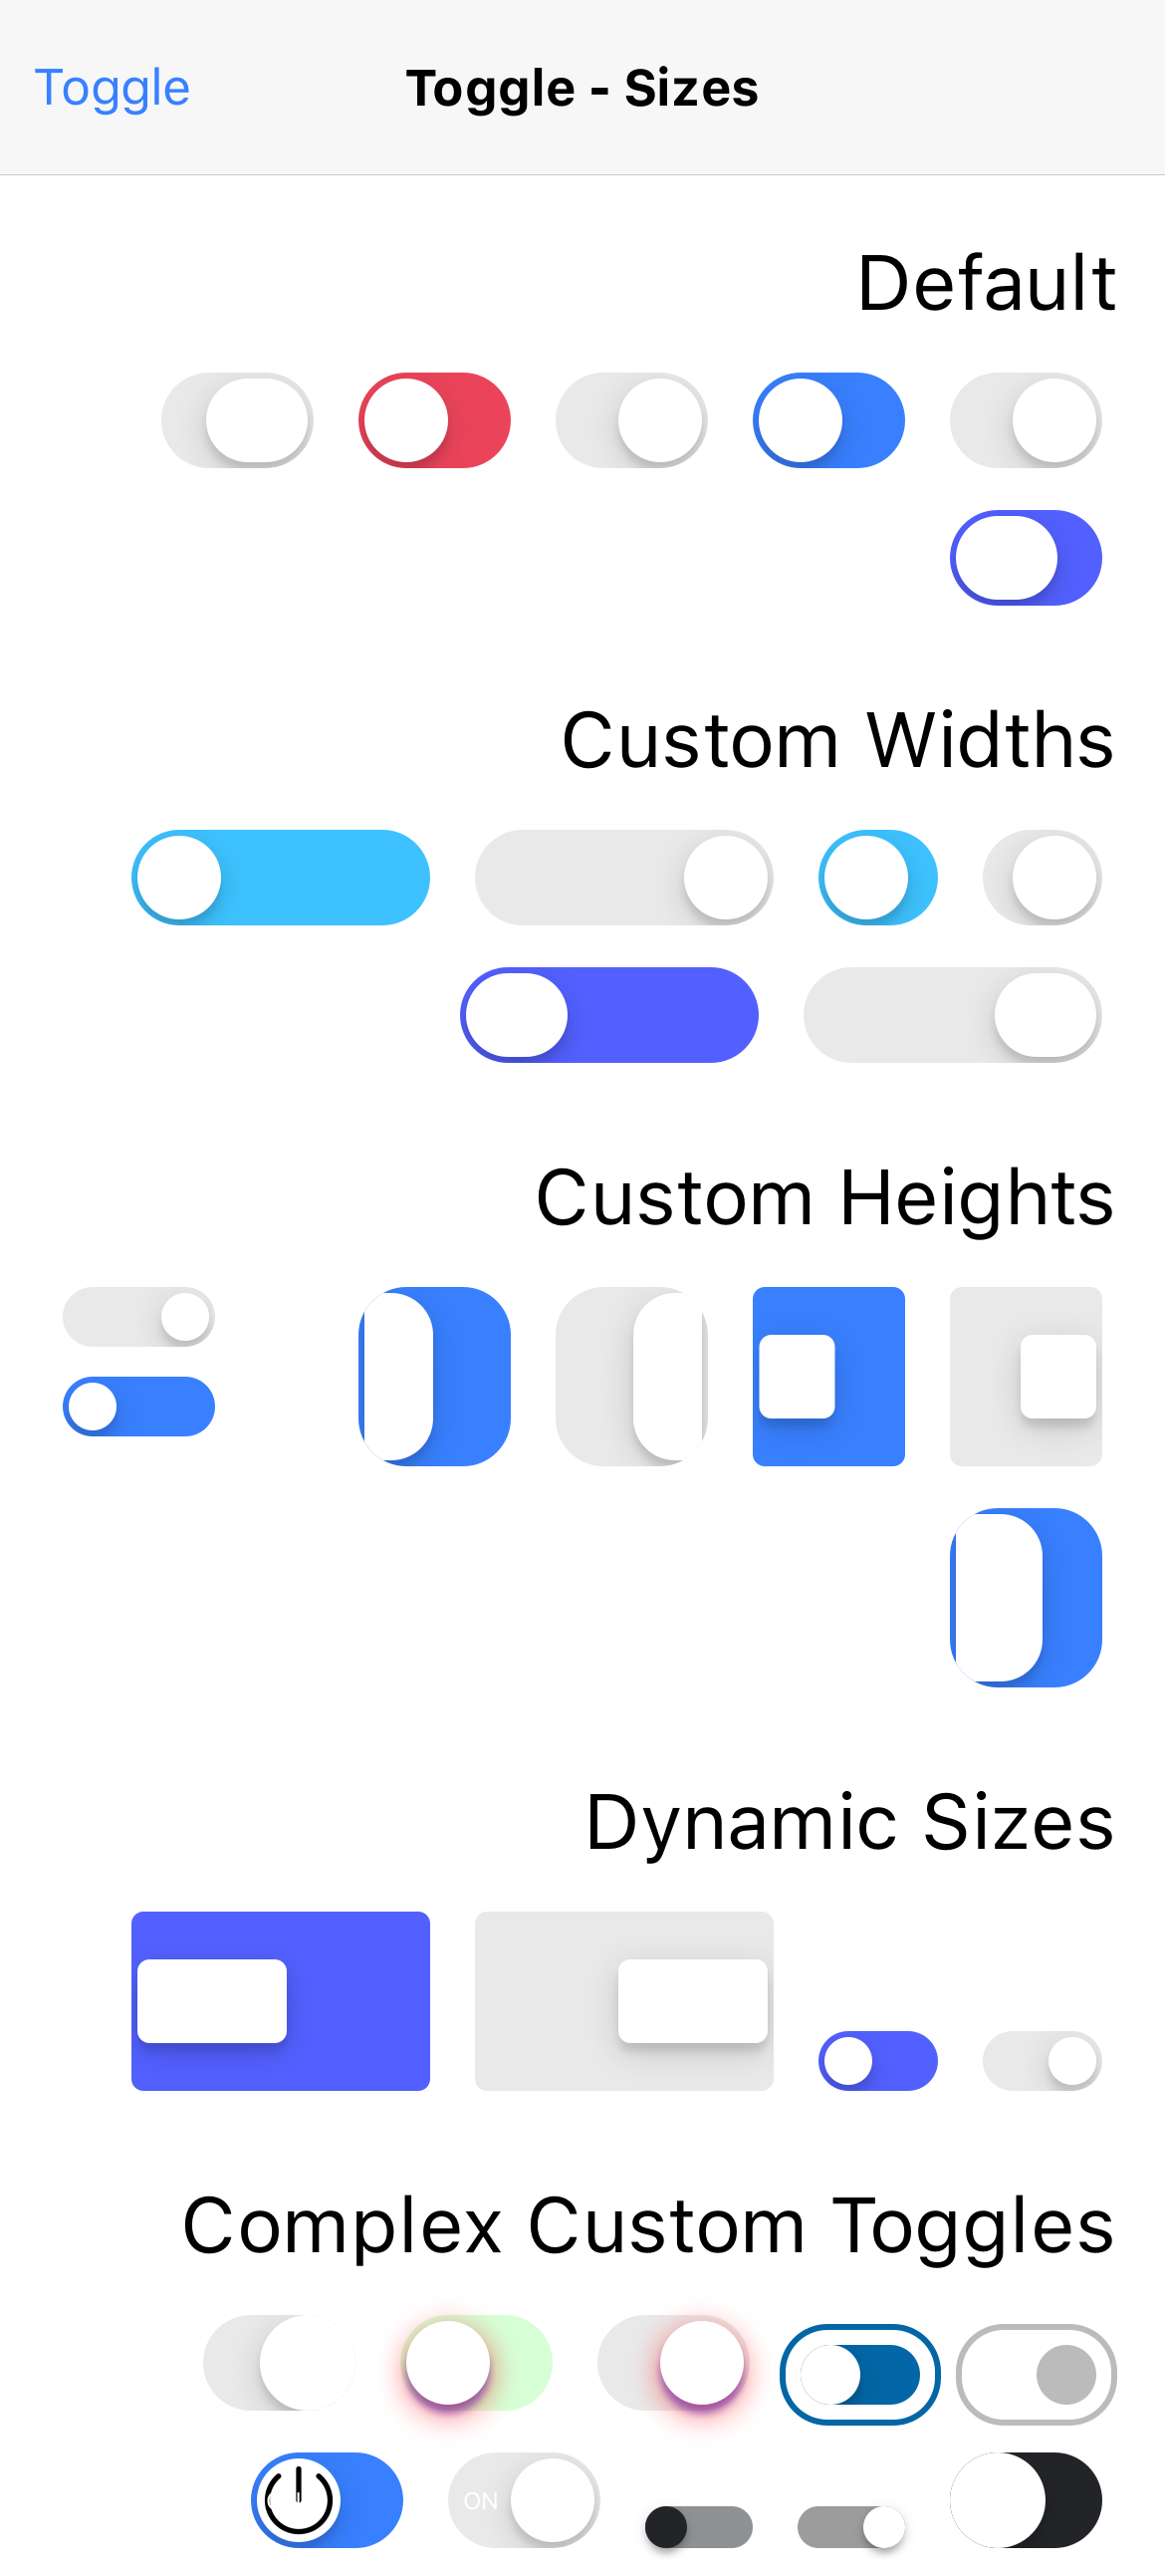 Toggle
Toggle - Sizes
Default
Custom Widths
Custom Heights
Dynamic Sizes
Complex Custom Toggles
ON